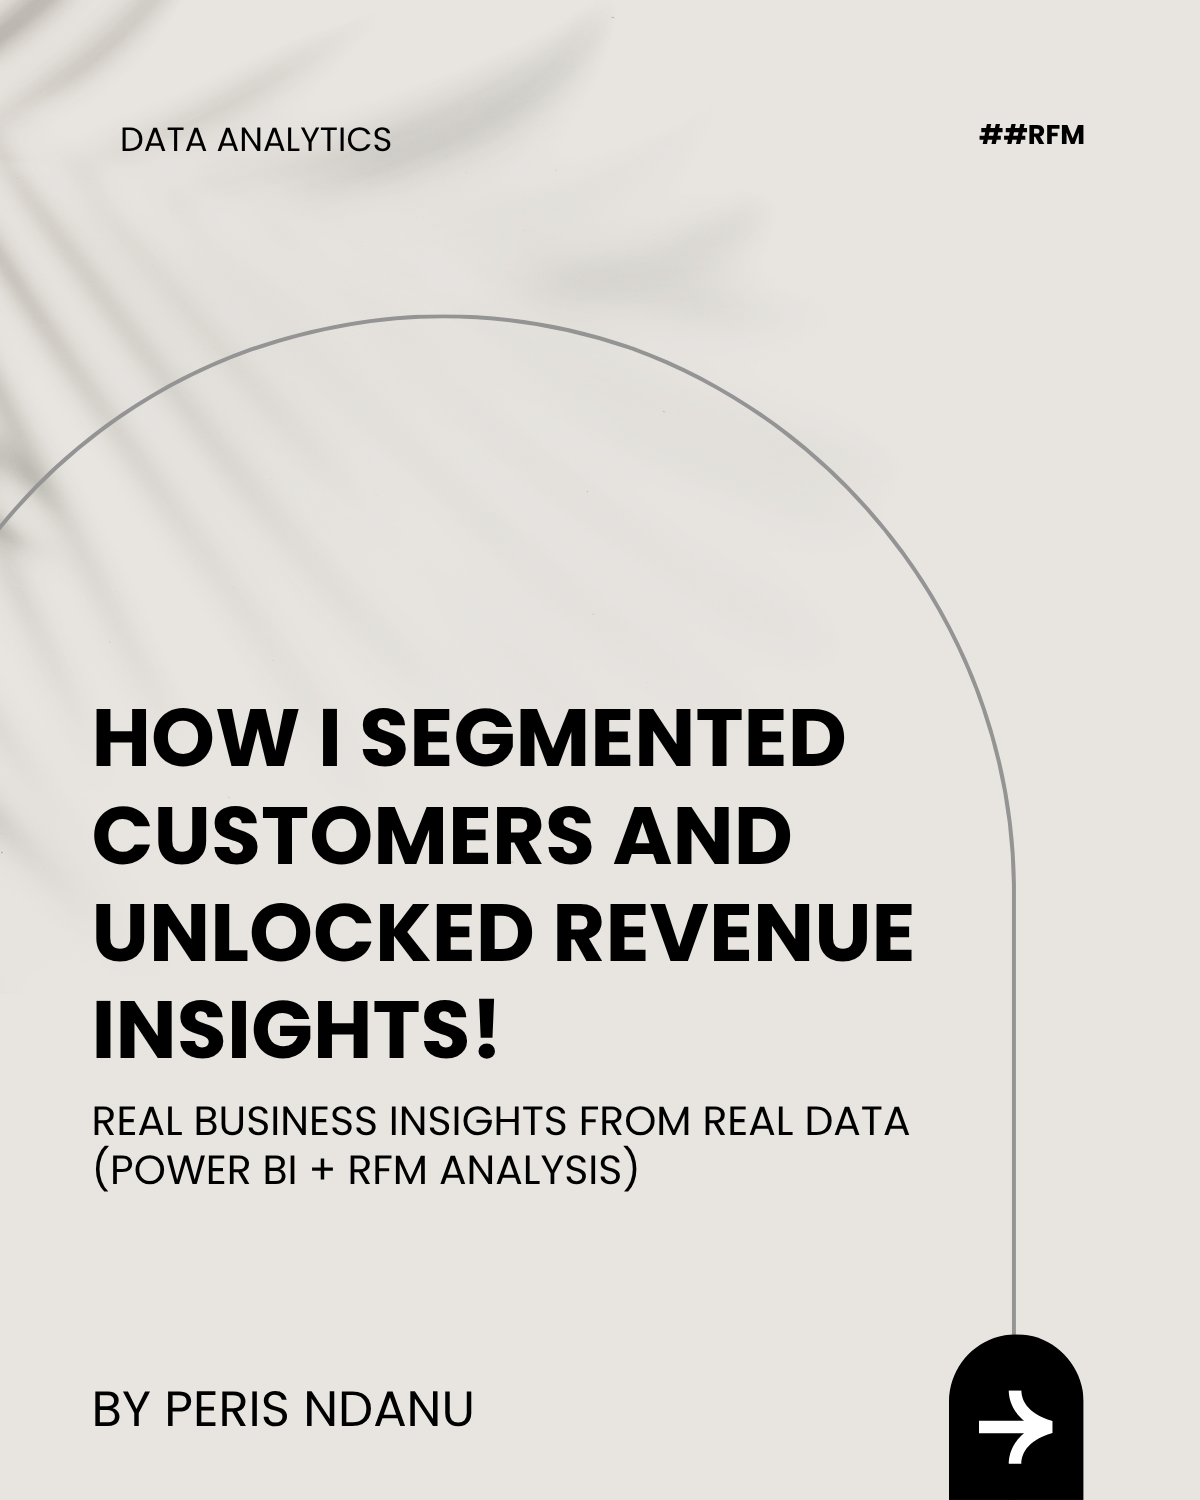 DATA ANALYTICS
##RFM
HOW I SEGMENTED
CUSTOMERS AND
UNLOCKED REVENUE
INSIGHTS!
REAL BUSINESS INSIGHTS FROM REAL DATA
(POWER BI + RFM ANALYSIS)
BY PERIS NDANU